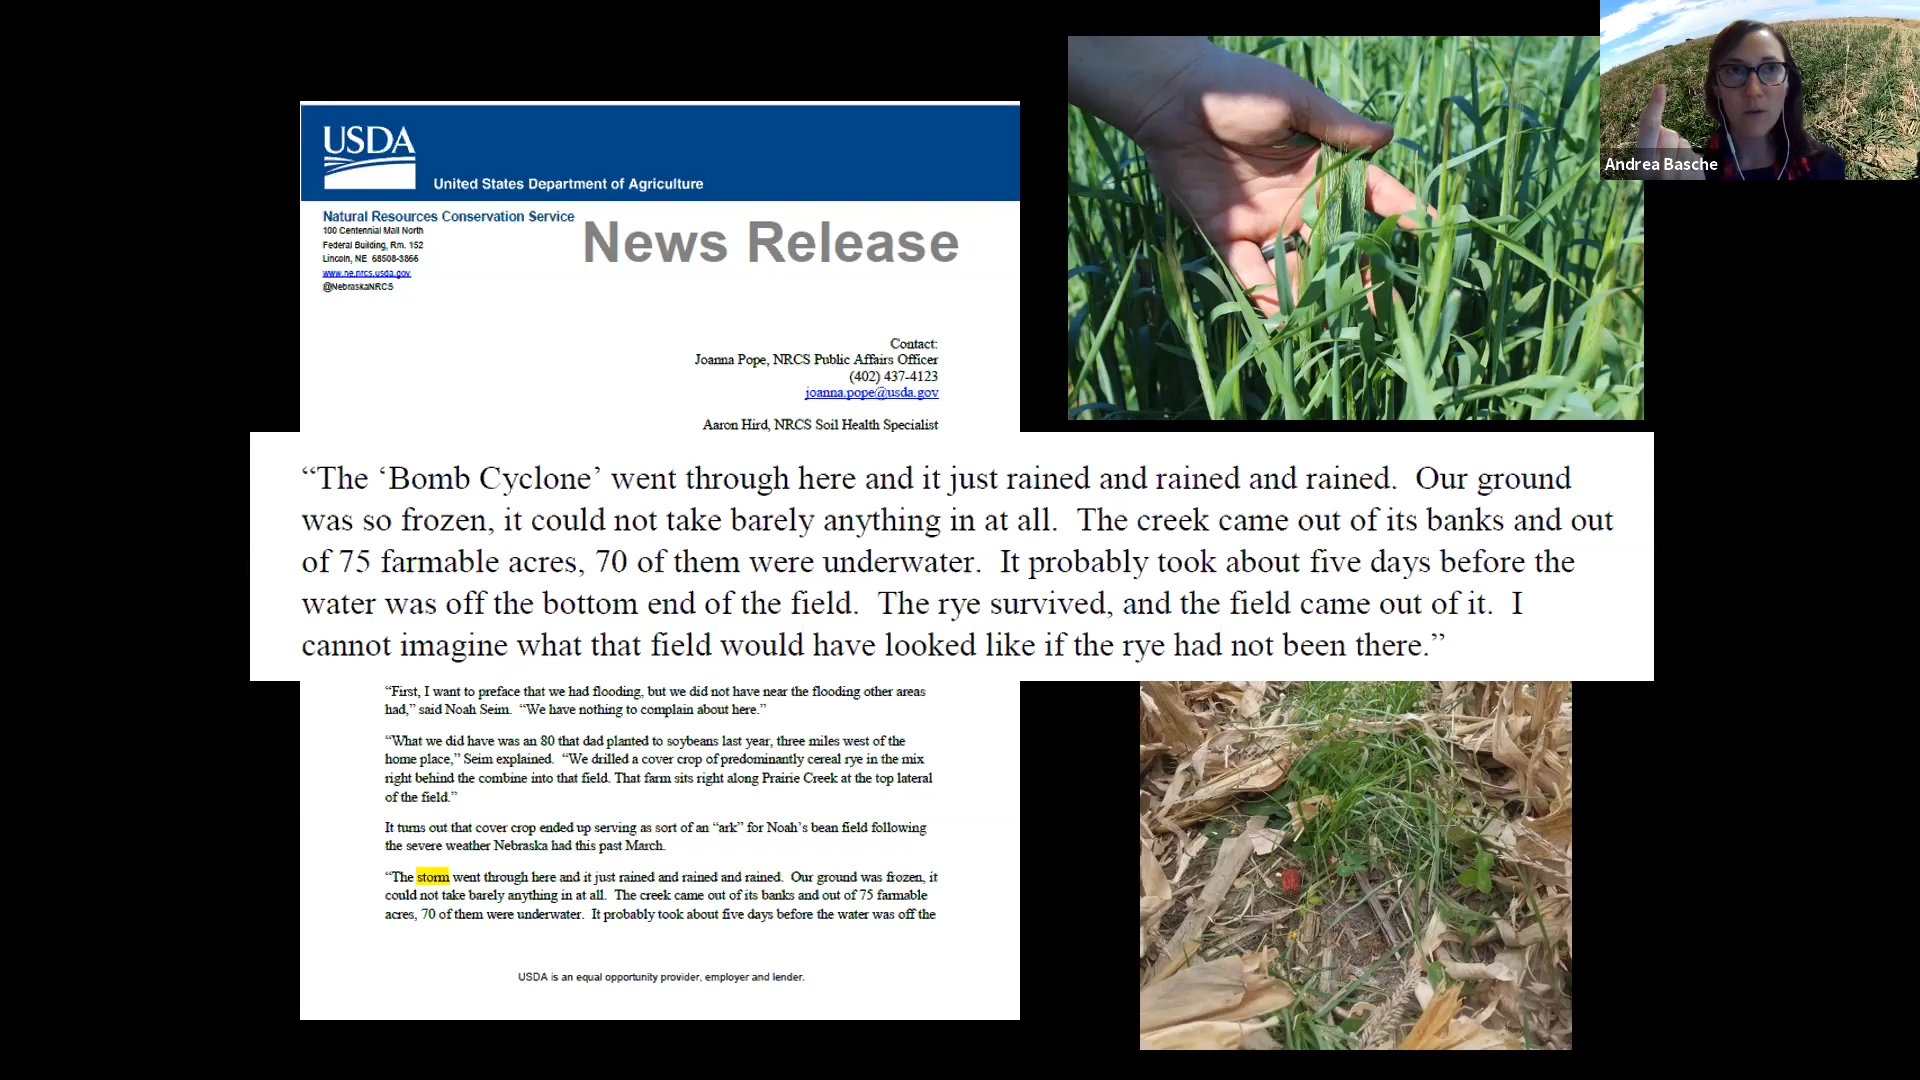 USDA
United States Department of Agriculture
Natural Resources Conservation Service
100 Centennial Mall North
Federal Building, Rm. 152
Lincoln, NE 68508-3866
www.ne.nrcs.usda.gov
@NebraskaNRCS
News Release
Contact:
Joanna Pope, NRCS Public Affairs Officer
(402) 437-4123
joanna.pope@usda.gov
Aaron Hird, NRCS Soil Health Specialist
Andrea Basche
“The ‘Bomb Cyclone’ went through here and it just rained and rained and rained. Our ground
was so frozen, it could not take barely anything in at all. The creek came out of its banks and out
of 75 farmable acres, 70 of them were underwater. It probably took about five days before the
water was off the bottom end of the field. The rye survived, and the field came out of it. I
cannot imagine what that field would have looked like if the rye had not been there.”
“First, I want to preface that we had flooding, but we did not have near the flooding other areas
had,” said Noah Seim. “We have nothing to complain about here.”
“What we did have was an 80 that dad planted to soybeans last year, three miles west of the
home place,” Seim explained. “We drilled a cover crop of predominantly cereal rye in the mix
right behind the combine into that field. That farm sits right along Prairie Creek at the top lateral
of the field.”
It turns out that cover crop ended up serving as sort of an “ark” for Noah’s bean field following
the severe weather Nebraska had this past March.
“The storm went through here and it just rained and rained and rained. Our ground was frozen, it
could not take barely anything in at all. The creek came out of its banks and out of 75 farmable
acres, 70 of them were underwater. It probably took about five days before the water was off the
USDA is an equal opportunity provider, employer and lender.